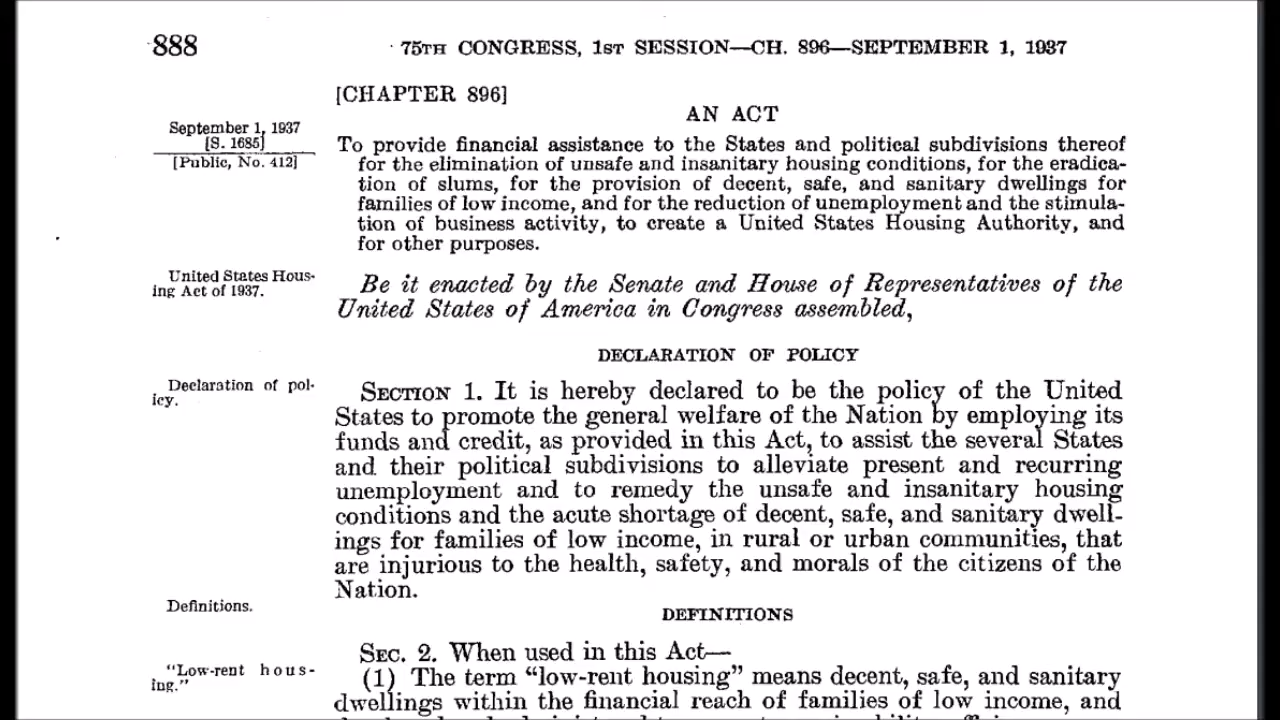 888
75TH CONGRESS, 1ST SESSION—CH. 896—SEPTEMBER 1, 1937
[CHAPTER 896]
AN ACT
September 1, 1937
[S. 1685]
[Public, No. 412]
To provide financial assistance to the States and political subdivisions thereof
for the elimination of unsafe and insanitary housing conditions, for the eradica-
tion of slums, for the provision of decent, safe, and sanitary dwellings for
families of low income, and for the reduction of unemployment and the stimula-
tion of business activity, to create a United States Housing Authority, and
for other purposes.
United States Hous-
ing Act of 1937.
Be it enacted by the Senate and House of Representatives of the
United States of America in Congress assembled,
DECLARATION OF POLICY
Declaration of pol-
icy.
SECTION 1. It is hereby declared to be the policy of the United
States to promote the general welfare of the Nation by employing its
funds and credit, as provided in this Act, to assist the several States
and their political subdivisions to alleviate present and recurring
unemployment and to remedy the unsafe and insanitary housing
conditions and the acute shortage of decent, safe, and sanitary dwell-
ings for families of low income, in rural or urban communities, that
are injurious to the health, safety, and morals of the citizens of the
Nation.
Definitions.
DEFINITIONS
SEC. 2. When used in this Act—
"Low-rent hous-
ing."
(1) The term "low-rent housing" means decent, safe, and sanitary
dwellings within the financial reach of families of low income, and